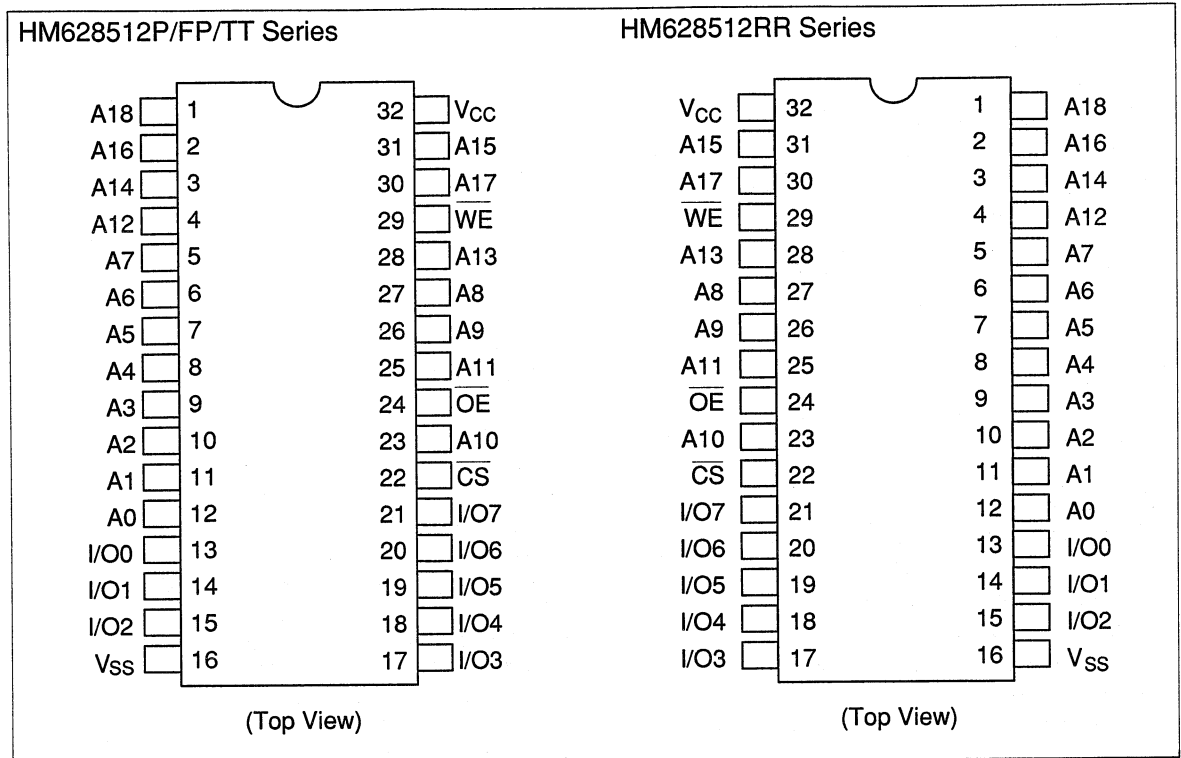 HM628512P/FP/TT Series
A18 1 32 VCC
A16 2 31 A15
A14 3 30 A17
A12 4 29 W̅E̅
A7 5 28 A13
A6 6 27 A8
A5 7 26 A9
A4 8 25 A11
A3 9 24 O̅E̅
A2 10 23 A10
A1 11 22 C̅S̅
A0 12 21 I/O7
I/O0 13 20 I/O6
I/O1 14 19 I/O5
I/O2 15 18 I/O4
VSS 16 17 I/O3
(Top View)
HM628512RR Series
VCC 32 1 A18
A15 31 2 A16
A17 30 3 A14
W̅E̅ 29 4 A12
A13 28 5 A7
A8 27 6 A6
A9 26 7 A5
A11 25 8 A4
O̅E̅ 24 9 A3
A10 23 10 A2
C̅S̅ 22 11 A1
I/O7 21 12 A0
I/O6 20 13 I/O0
I/O5 19 14 I/O1
I/O4 18 15 I/O2
I/O3 17 16 VSS
(Top View)